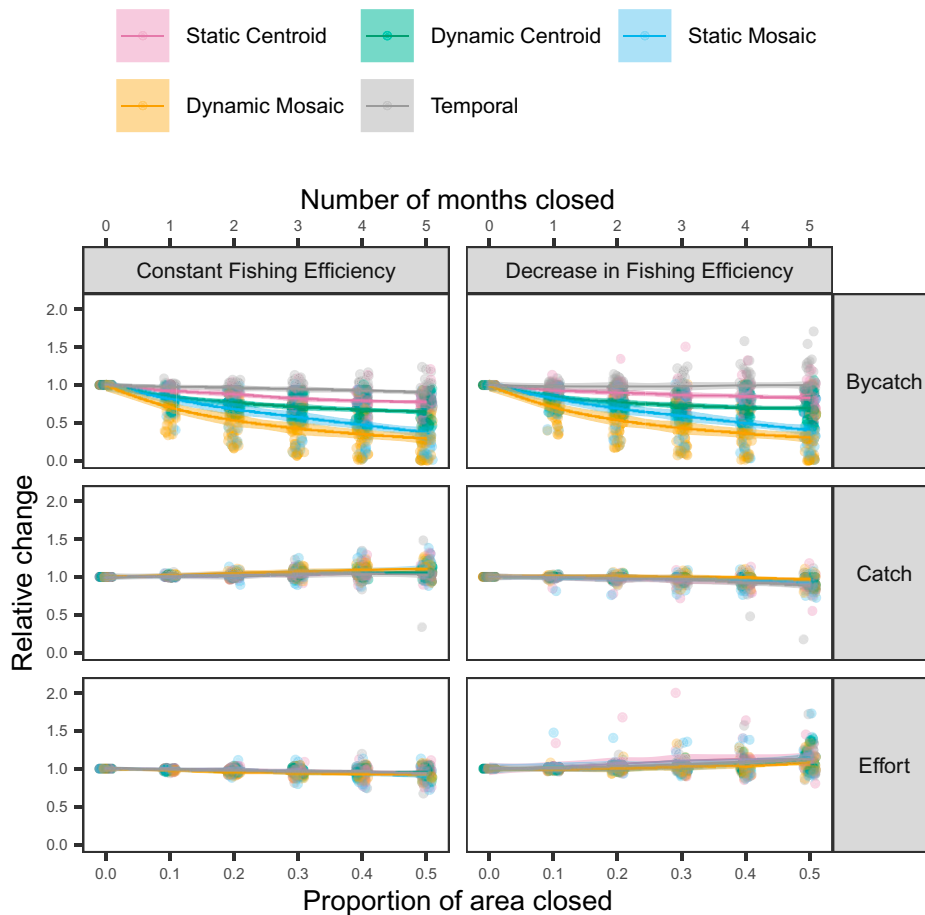 Static Centroid Dynamic Centroid Static Mosaic
Dynamic Mosaic Temporal
Number of months closed
0 1 2 3 4 5 0 1 2 3 4 5
Constant Fishing Efficiency Decrease in Fishing Efficiency
Relative change
2.0
1.5
1.0
0.5
0.0
Bycatch
2.0
1.5
1.0
0.5
0.0
Catch
2.0
1.5
1.0
0.5
0.0
Effort
0.0 0.1 0.2 0.3 0.4 0.5 0.0 0.1 0.2 0.3 0.4 0.5
Proportion of area closed